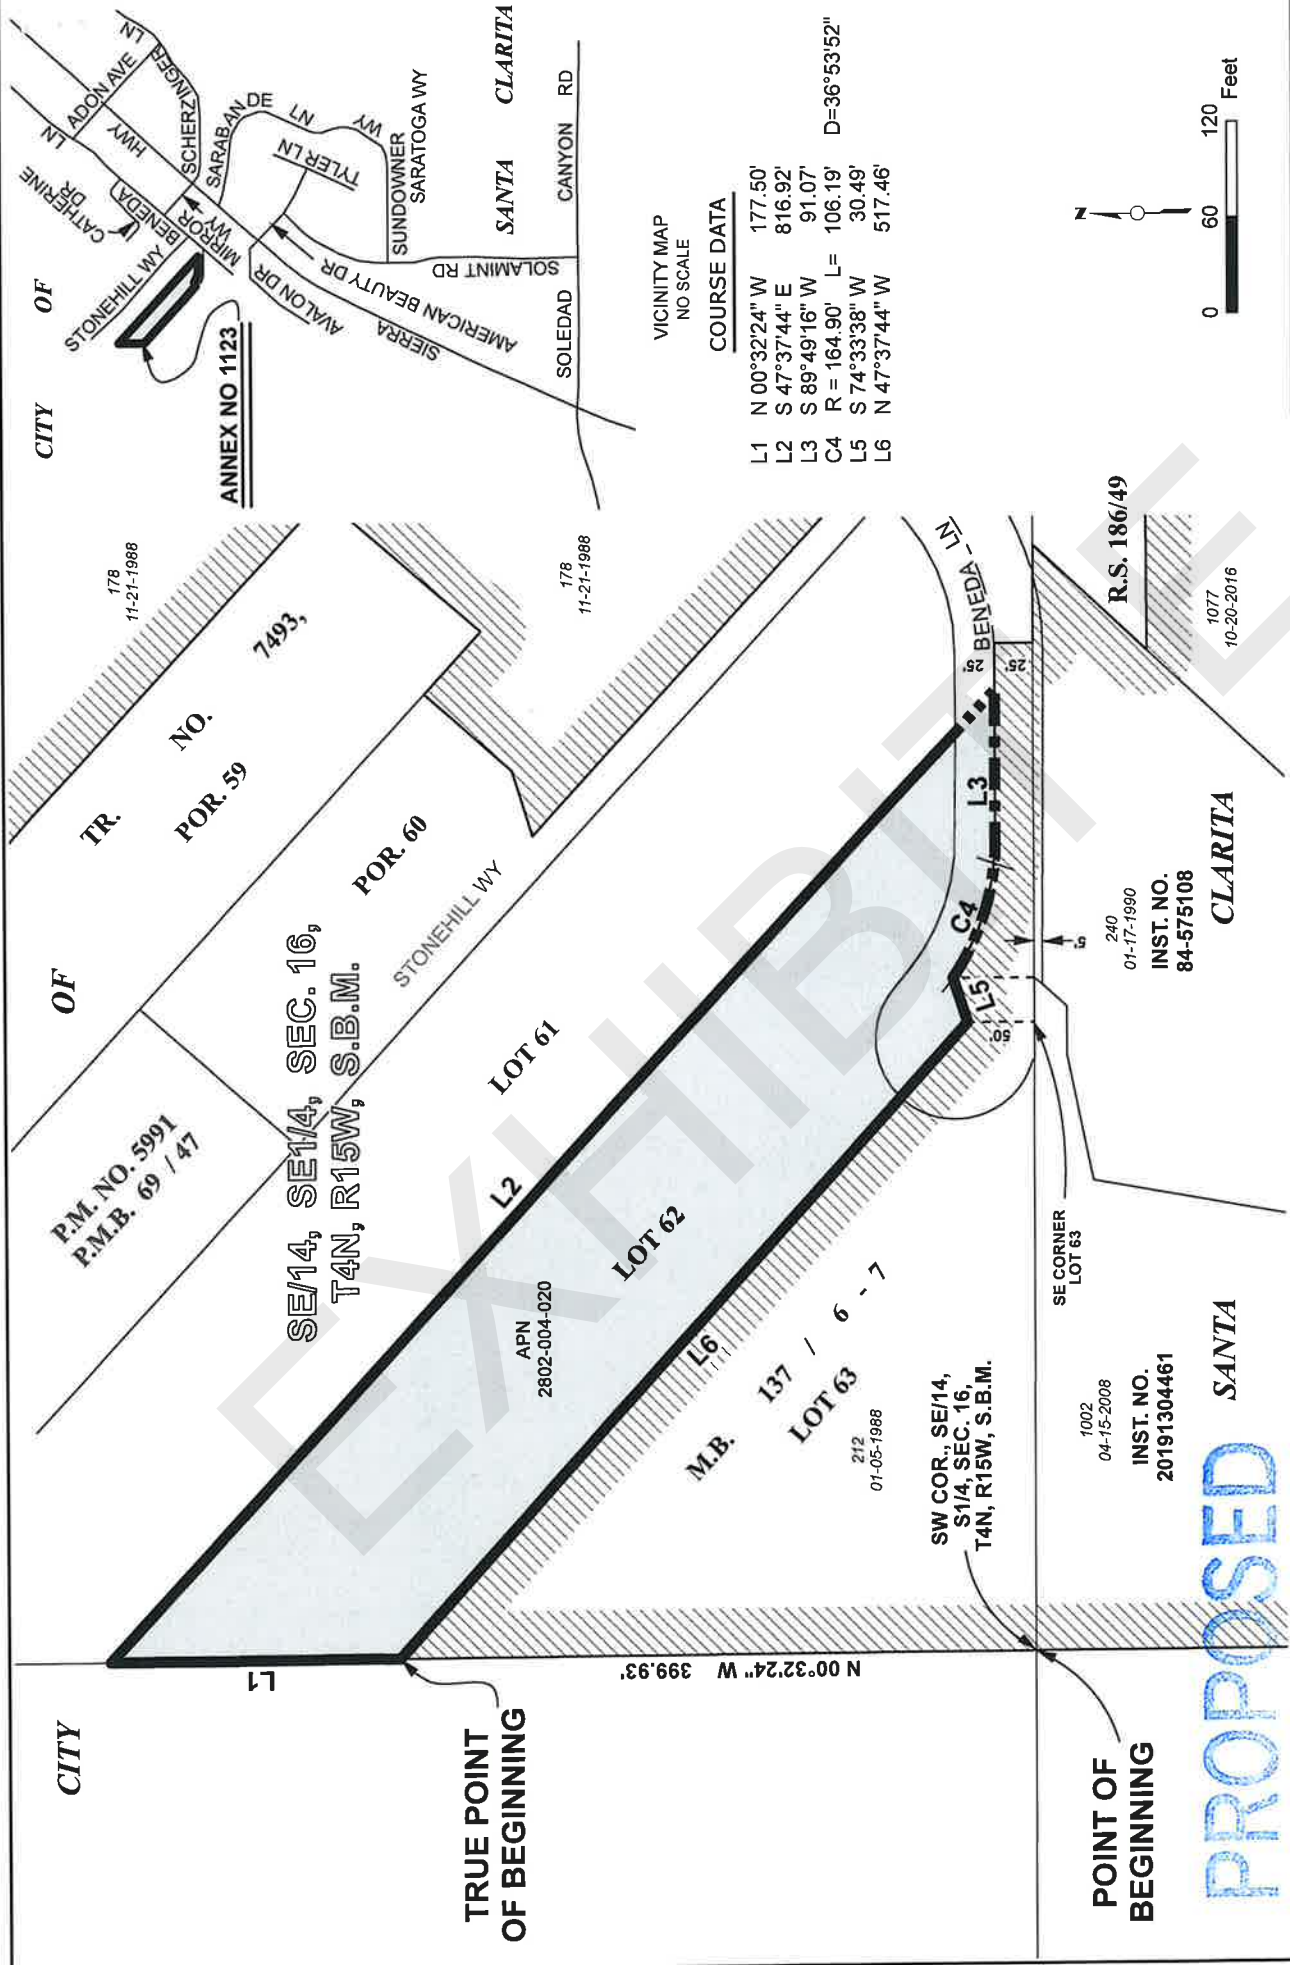 CITY
OF
CITY
OF
SANTA
CLARITA
P.M. NO. 5991
P.M.B. 69 / 47
TR.
NO.
7493,
POR. 59
POR. 60
178
11-21-1988
178
11-21-1988
SE/14, SE1/4, SEC. 16,
T4N, R15W, S.B.M.
STONEHILL WY
LOT 61
L1
L2
APN
2802-004-020
LOT 62
L6
M.B. 137 / 6 - 7
LOT 63
212
01-05-1988
TRUE POINT
OF BEGINNING
N 00°32'24" W 399.93'
SW COR., SE/14,
S1/4, SEC. 16,
T4N, R15W, S.B.M.
POINT OF
BEGINNING
SE CORNER
LOT 63
L5
C4
L3
50'
5'
25'
25'
BENEDA - LN
1002
04-15-2008
INST. NO.
20191304461
240
01-17-1990
INST. NO.
84-575108
SANTA
CLARITA
R.S. 186/49
1077
10-20-2016
PROPOSED
EXHIBIT E
ANNEX NO 1123
STONEHILL WY
CATHERINE
DR
BENEDA
LN
ADON AVE
HWY
SCHERZINGER
LN
MIRROR
WY
SARABANDE
LN
TYLER LN
WY
SUNDOWNER
SARATOGA WY
AVALON DR
AMERICAN BEAUTY DR
SIERRA
SOLAMINT RD
SOLEDAD
CANYON
RD
VICINITY MAP
NO SCALE
COURSE DATA
L1 N 00°32'24" W 177.50'
L2 S 47°37'44" E 816.92'
L3 S 89°49'16" W 91.07'
C4 R = 164.90' L= 106.19' D=36°53'52"
L5 S 74°33'38" W 30.49'
L6 N 47°37'44" W 517.46'
N
0 60 120
Feet